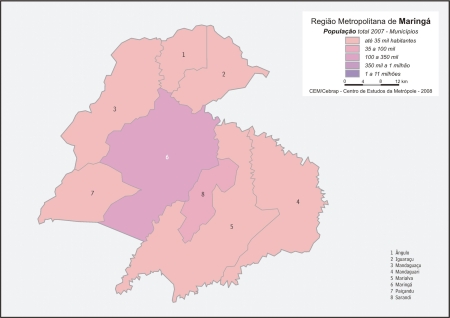 Região Metropolitana de Maringá
População total 2007 - Municípios
até 35 mil habitantes
35 a 100 mil
100 a 350 mil
350 mil a 1 milhão
1 a 11 milhões
0 4 8 12 km
CEM/Cebrap - Centro de Estudos da Metrópole - 2008
1
2
3
6
7
8
4
5
1 Ângulo
2 Iguaraçu
3 Mandaguaçu
4 Mandaguari
5 Marialva
6 Maringá
7 Paiçandu
8 Sarandi